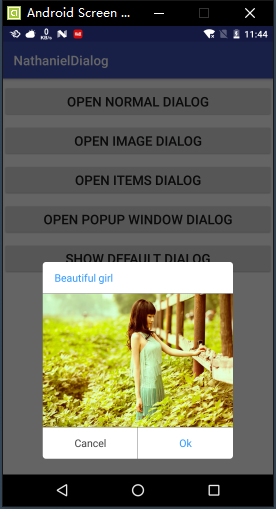 Android Screen ...
0
KB/s
11:44
NathanielDialog
OPEN NORMAL DIALOG
OPEN IMAGE DIALOG
OPEN ITEMS DIALOG
OPEN POPUP WINDOW DIALOG
SHOW DEFAULT DIALOG
Beautiful girl
Cancel
Ok